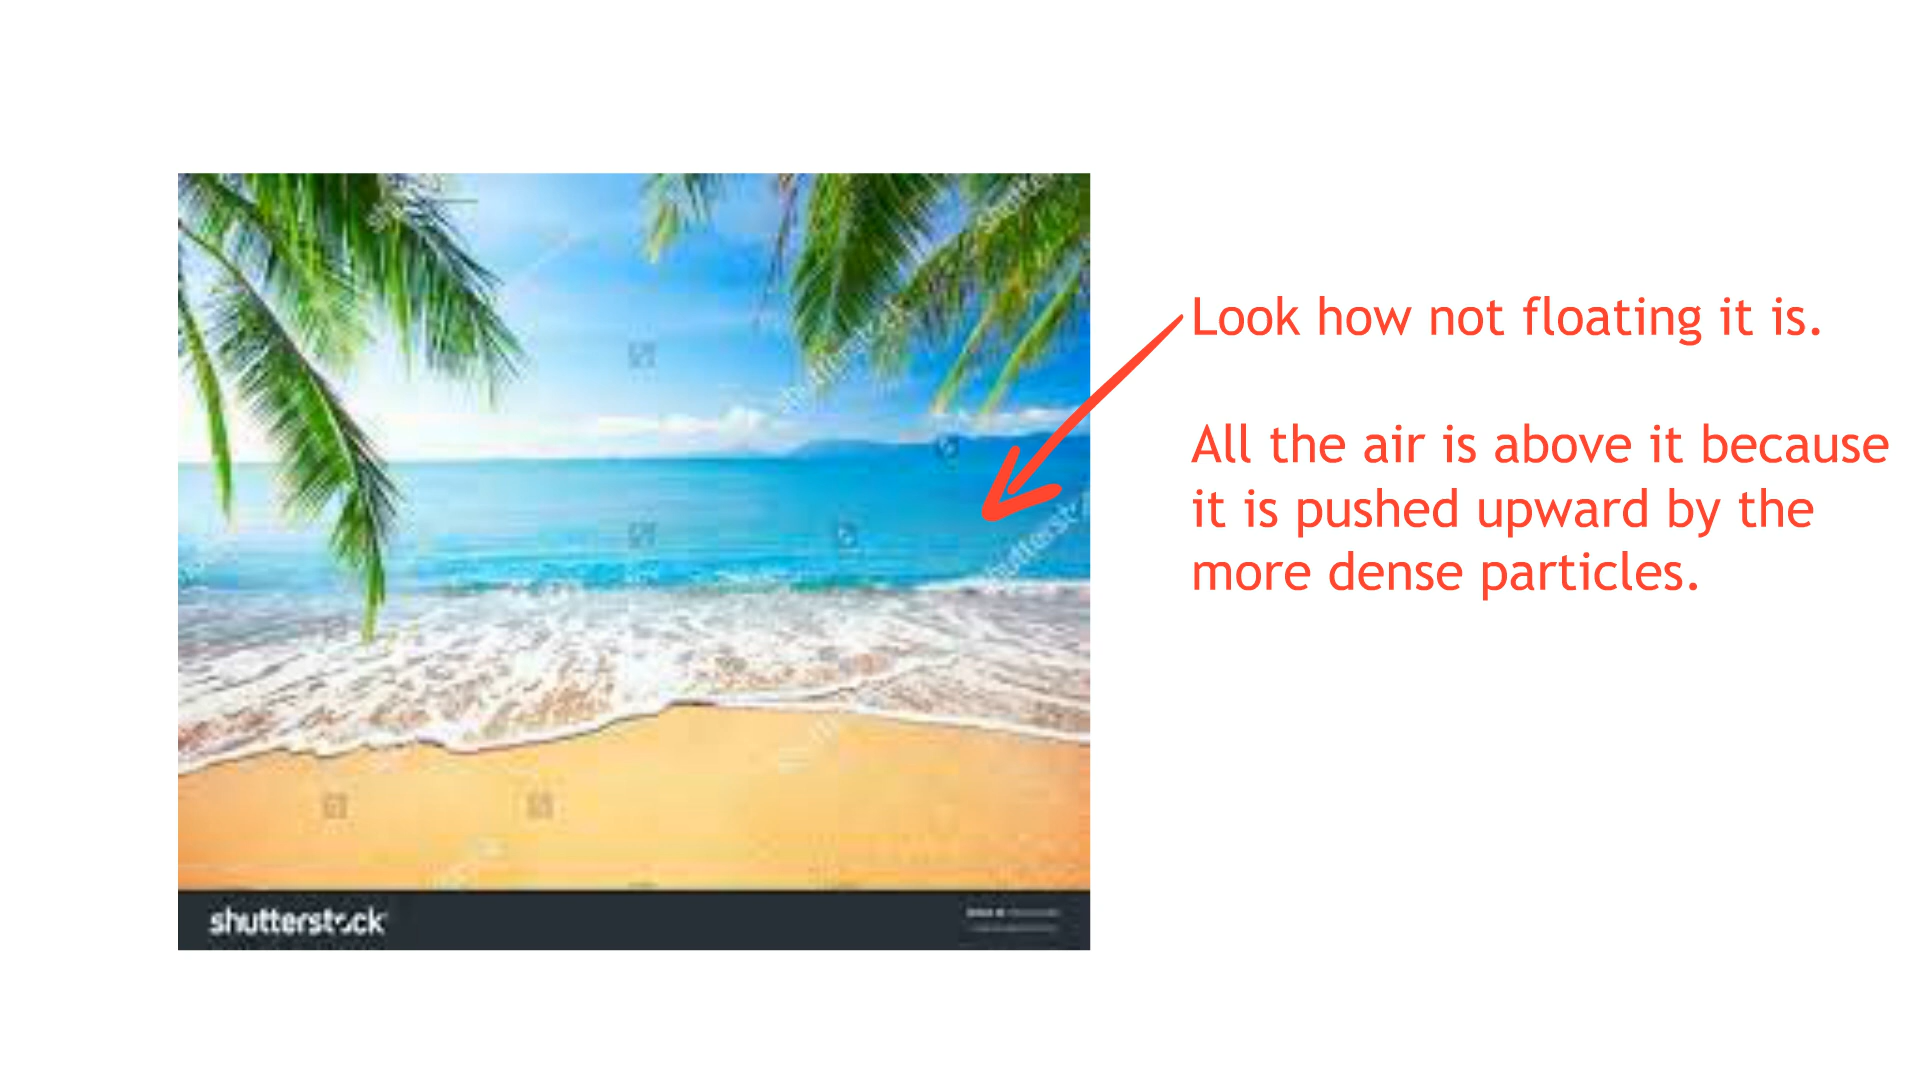 Look how not floating it is.
All the air is above it because
it is pushed upward by the
more dense particles.
shutterstock